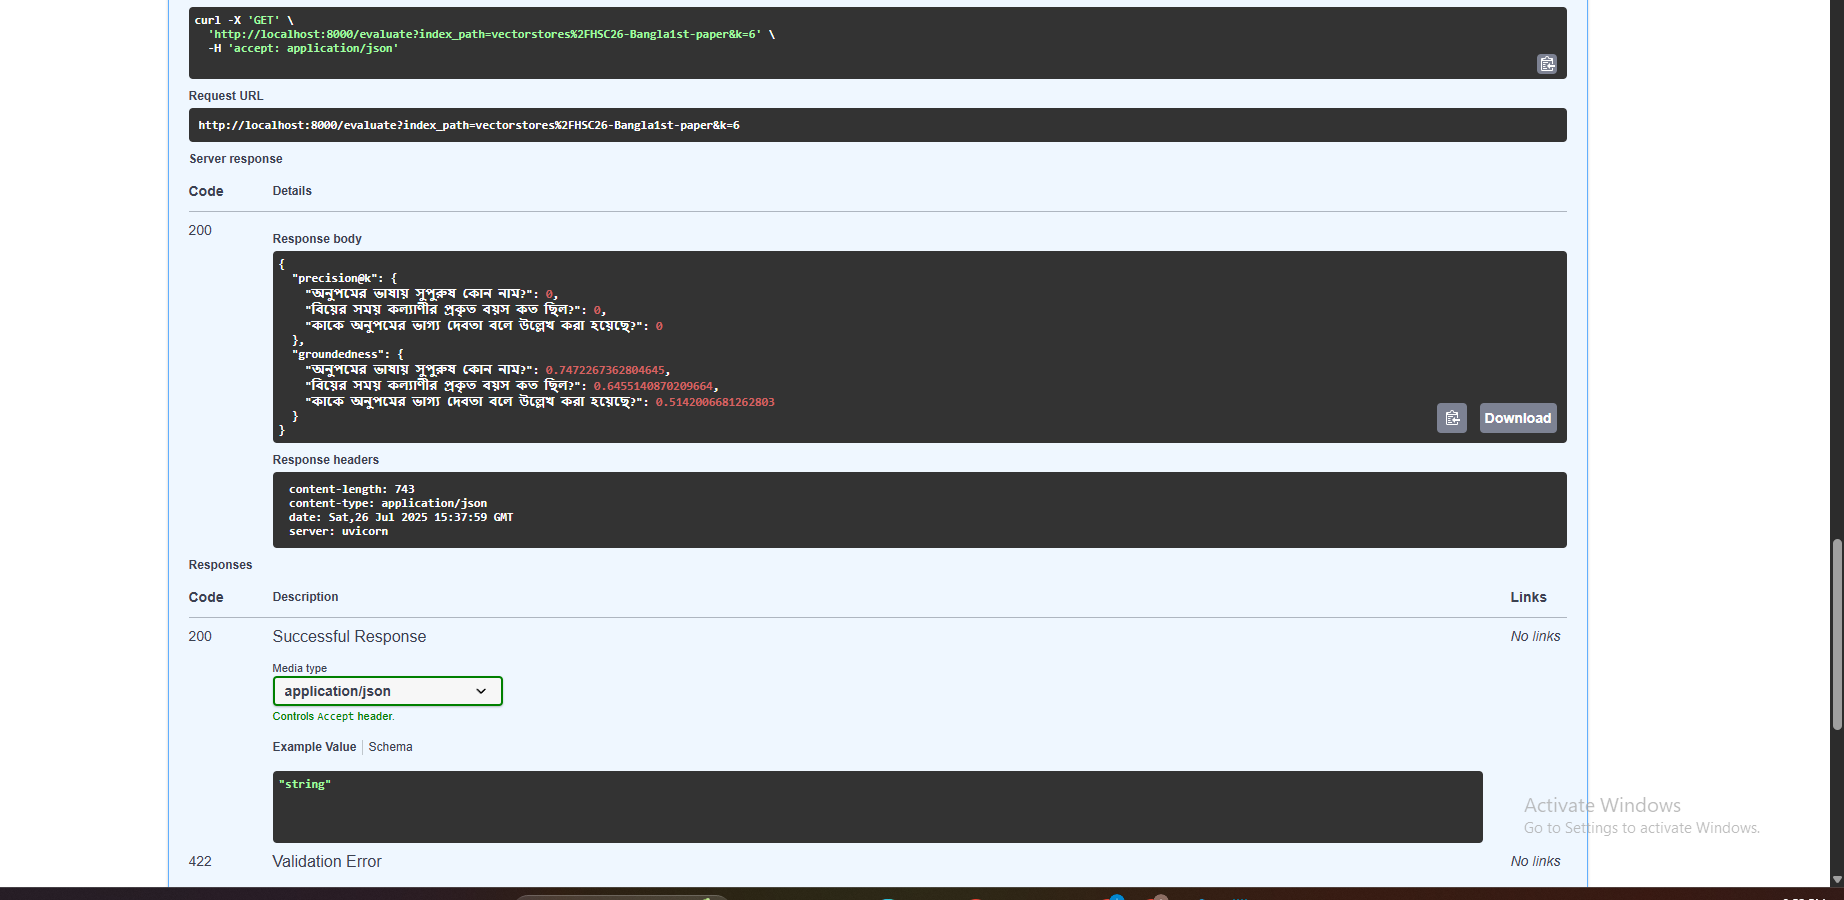 curl -X 'GET' \
'http://localhost:8000/evaluate?index_path=vectorstores%2FHSC26-Bangla1st-paper&k=6' \
-H 'accept: application/json'
Request URL
http://localhost:8000/evaluate?index_path=vectorstores%2FHSC26-Bangla1st-paper&k=6
Server response
Code Details
200
Response body
{
"precision@k": {
"অনুপমের ভাষায় সুপুরুষ কোন নাম?": 0,
"বিয়ের সময় কল্যাণীর প্রকৃত বয়স কত ছিল?": 0,
"কাকে অনুপমের ভাগ্য দেবতা বলে উল্লেখ করা হয়েছে?": 0
},
"groundedness": {
"অনুপমের ভাষায় সুপুরুষ কোন নাম?": 0.7472267362804645,
"বিয়ের সময় কল্যাণীর প্রকৃত বয়স কত ছিল?": 0.6455140870209664,
"কাকে অনুপমের ভাগ্য দেবতা বলে উল্লেখ করা হয়েছে?": 0.5142006681262803
}
}
Download
Response headers
content-length: 743
content-type: application/json
date: Sat,26 Jul 2025 15:37:59 GMT
server: uvicorn
Responses
Code Description Links
200 Successful Response No links
Media type
application/json
Controls Accept header.
Example Value Schema
"string"
Activate Windows
Go to Settings to activate Windows.
422 Validation Error No links